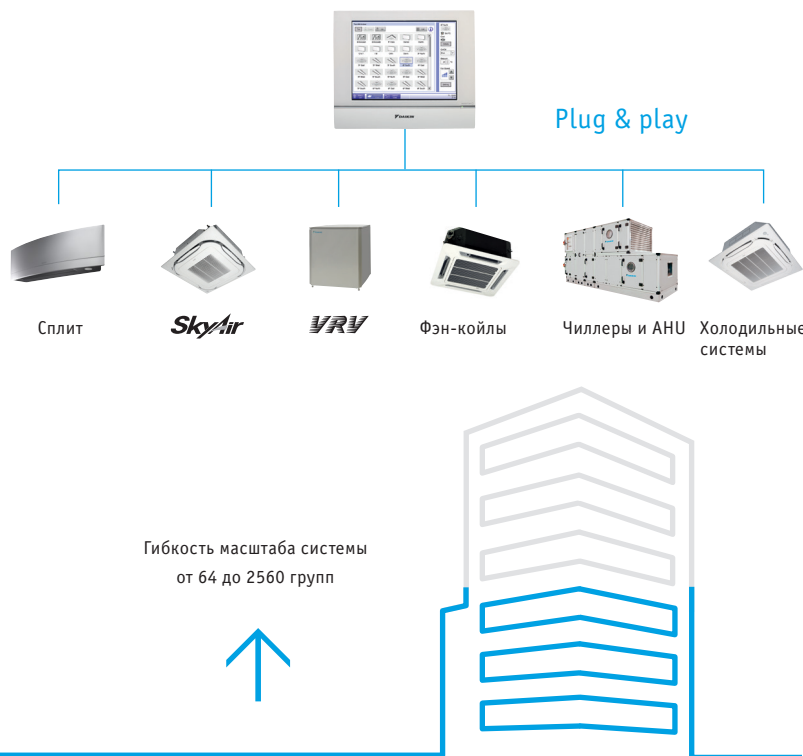 DAIKIN
Plug & play
Сплит
SkyAir
VRV
Фэн-койлы
Чиллеры и AHU
Холодильные
системы
Гибкость масштаба системы
от 64 до 2560 групп